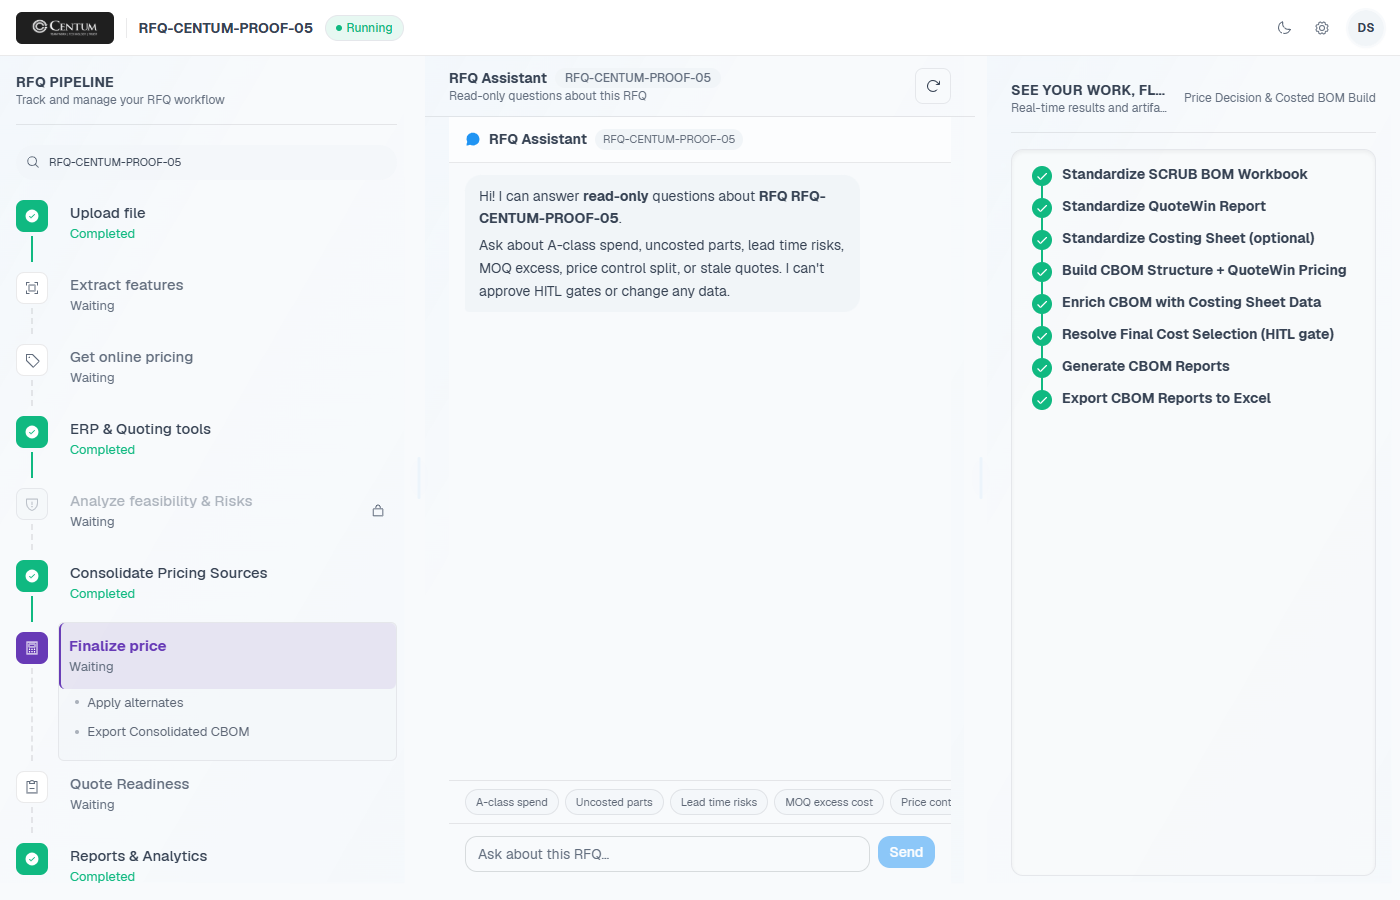 CENTUM
RFQ-CENTUM-PROOF-05
Running
DS
RFQ PIPELINE
Track and manage your RFQ workflow
RFQ-CENTUM-PROOF-05
Upload file
Completed
Extract features
Waiting
Get online pricing
Waiting
ERP & Quoting tools
Completed
Analyze feasibility & Risks
Waiting
Consolidate Pricing Sources
Completed
Finalize price
Waiting
Apply alternates
Export Consolidated CBOM
Quote Readiness
Waiting
Reports & Analytics
Completed
RFQ Assistant
RFQ-CENTUM-PROOF-05
Read-only questions about this RFQ
RFQ Assistant
RFQ-CENTUM-PROOF-05
Hi! I can answer read-only questions about RFQ RFQ-
CENTUM-PROOF-05.
Ask about A-class spend, uncosted parts, lead time risks,
MOQ excess, price control split, or stale quotes. I can't
approve HITL gates or change any data.
A-class spend
Uncosted parts
Lead time risks
MOQ excess cost
Price cont
Ask about this RFQ...
Send
SEE YOUR WORK, FL...
Real-time results and artifa...
Price Decision & Costed BOM Build
Standardize SCRUB BOM Workbook
Standardize QuoteWin Report
Standardize Costing Sheet (optional)
Build CBOM Structure + QuoteWin Pricing
Enrich CBOM with Costing Sheet Data
Resolve Final Cost Selection (HITL gate)
Generate CBOM Reports
Export CBOM Reports to Excel